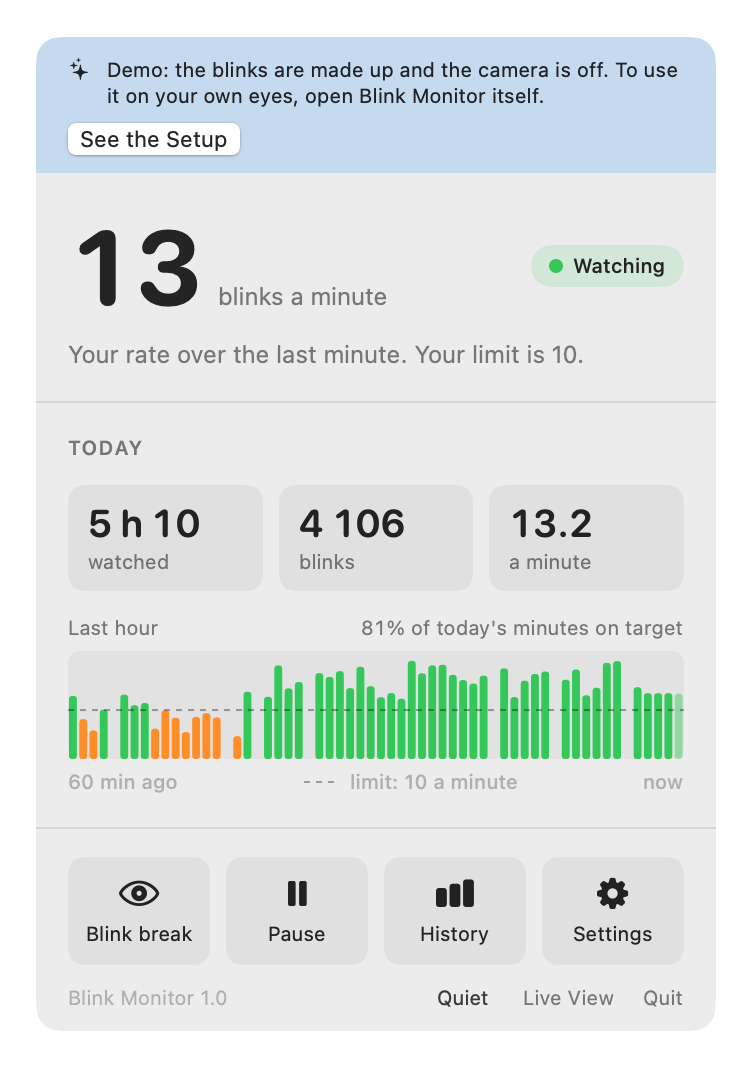 Demo: the blinks are made up and the camera is off. To use
it on your own eyes, open Blink Monitor itself.
See the Setup
13 blinks a minute
Watching
Your rate over the last minute. Your limit is 10.
TODAY
5 h 10
watched
4 106
blinks
13.2
a minute
Last hour
81% of today's minutes on target
60 min ago
limit: 10 a minute
now
Blink break
Pause
History
Settings
Blink Monitor 1.0
Quiet
Live View
Quit